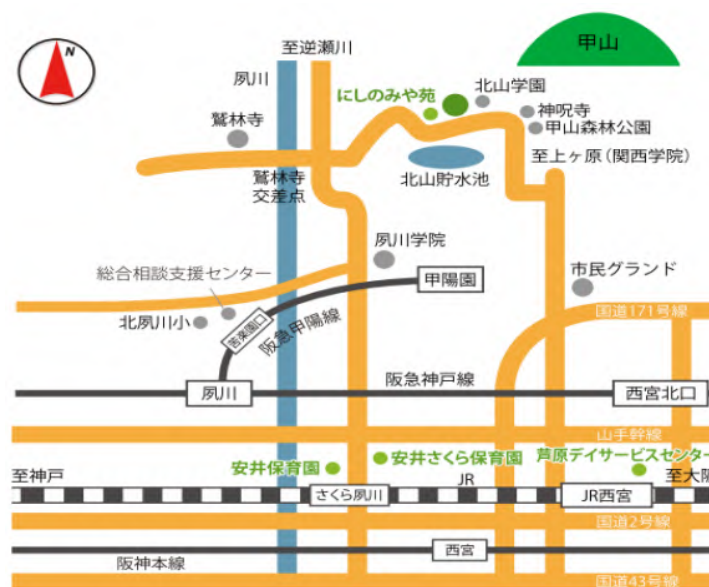 N
至逆瀬川
甲山
夙川
北山学園
にしのみや苑
神呪寺
鷲林寺
甲山森林公園
至上ヶ原（関西学院）
鷲林寺
交差点
北山貯水池
夙川学院
総合相談支援センター
甲陽園
市民グランド
国道171号線
北夙川小
苦楽園口
阪急甲陽線
夙川
阪急神戸線
西宮北口
山手幹線
安井保育園
安井さくら保育園
芦原デイサービスセンター
至神戸
JR
至大阪
さくら夙川
JR西宮
国道2号線
阪神本線
西宮
国道43号線